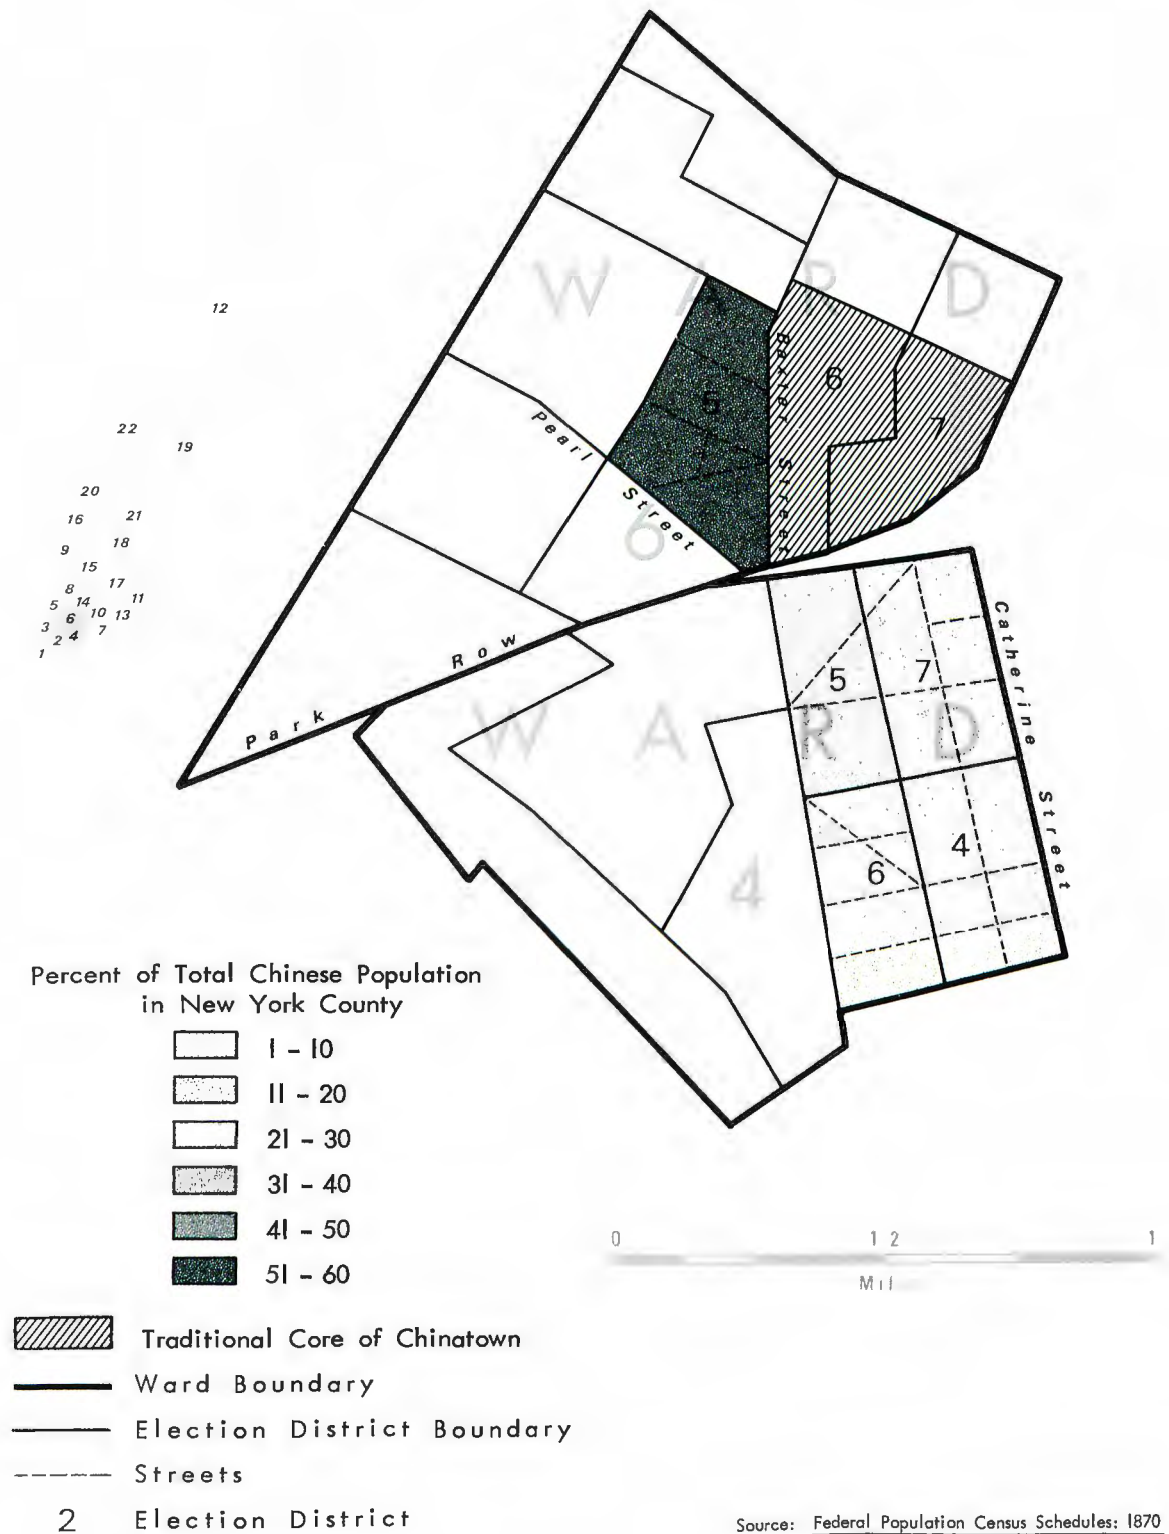 W A R D
12
Baxter Street
6
5
7
22
19
Pearl Street
20
16
21
6
9
18
15
8
17
5
14
11
6
10
13
3
7
2
4
1
Catherine Street
Park Row
5
7
W A R D
4
6
4
Percent of Total Chinese Population
in New York County
1 - 10
11 - 20
21 - 30
31 - 40
41 - 50
51 - 60
0 1 2 1
Mil
Traditional Core of Chinatown
Ward Boundary
Election District Boundary
Streets
2 Election District
Source: Federal Population Census Schedules: 1870